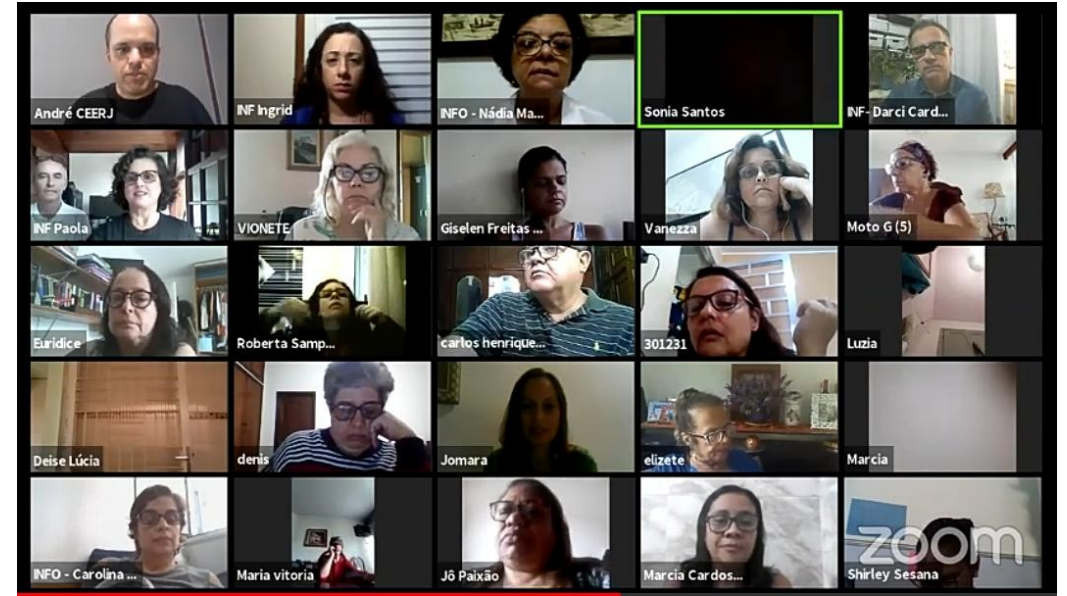 André CEERJ
INF Ingrid
INFO - Nádia Ma...
Sonia Santos
INF- Darci Card...
INF Paola
VIONETE
Giselen Freitas ...
Vanezza
Moto G (5)
Eurídice
Roberta Samp...
carlos henrique...
301231
Luzia
Deise Lúcia
denis
Jomara
elizete
Marcia
INFO - Carolina ...
Maria vitoria
Jô Paixão
Marcia Cardos...
zoom
Shirley Sesana